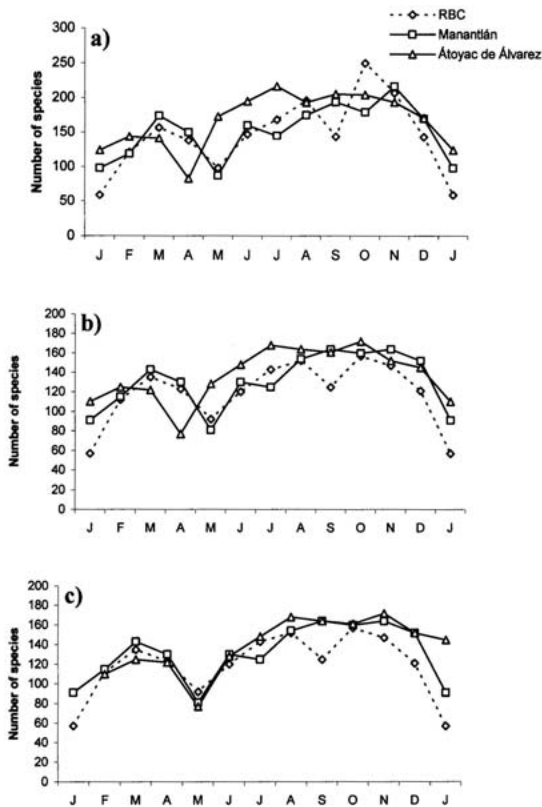 RBC
Manantlán
Átoyac de Álvarez
a)
Number of species
300
250
200
150
100
50
0
J F M A M J J A S O N D J
b)
Number of species
200
180
160
140
120
100
80
60
40
20
0
J F M A M J J A S O N D J
c)
Number of species
200
180
160
140
120
100
80
60
40
20
0
J F M A M J J A S O N D J